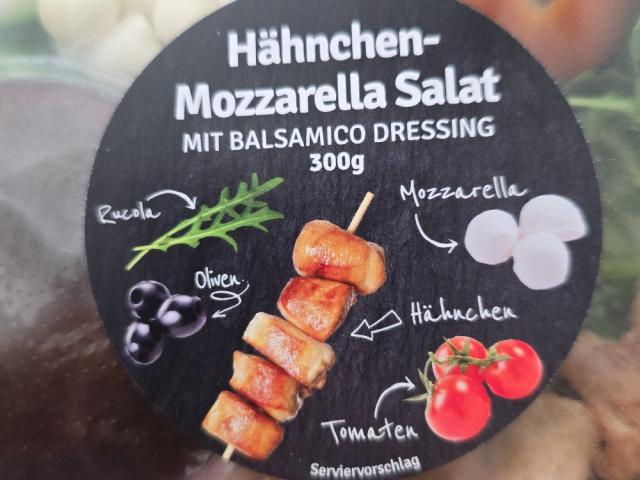 Hähnchen-
Mozzarella Salat
MIT BALSAMICO DRESSING
300g
Mozzarella
Rucola
Oliven
Hähnchen
Tomaten
Serviervorschlag